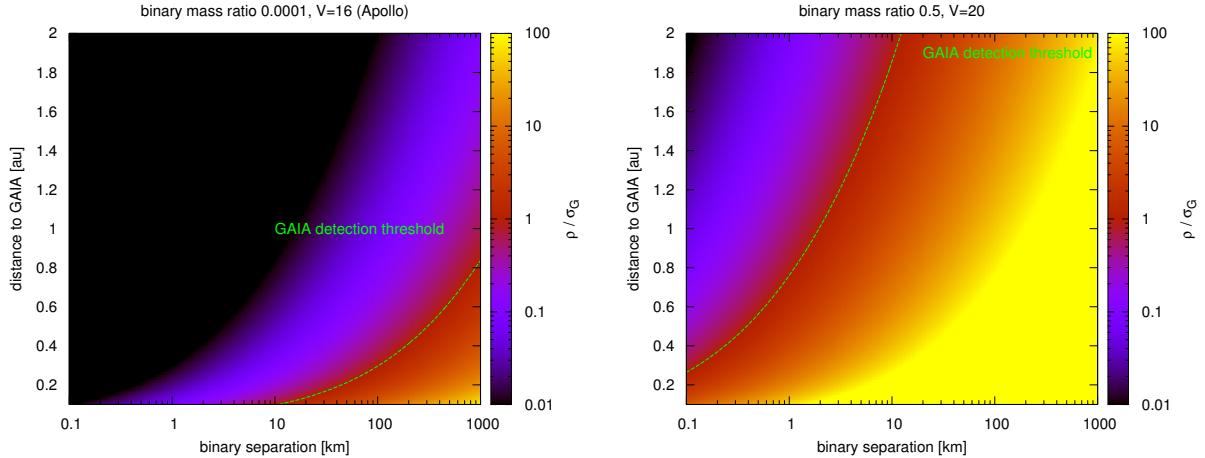 binary mass ratio 0.0001, V=16 (Apollo)
2
1.8
1.6
1.4
1.2
1
0.8
0.6
0.4
0.2
distance to GAIA [au]
GAIA detection threshold
0.1 1 10 100 1000
binary separation [km]
100
10
1
0.1
0.01
ρ / σG
binary mass ratio 0.5, V=20
2
1.8
1.6
1.4
1.2
1
0.8
0.6
0.4
0.2
distance to GAIA [au]
GAIA detection threshold
0.1 1 10 100 1000
binary separation [km]
100
10
1
0.1
0.01
ρ / σG